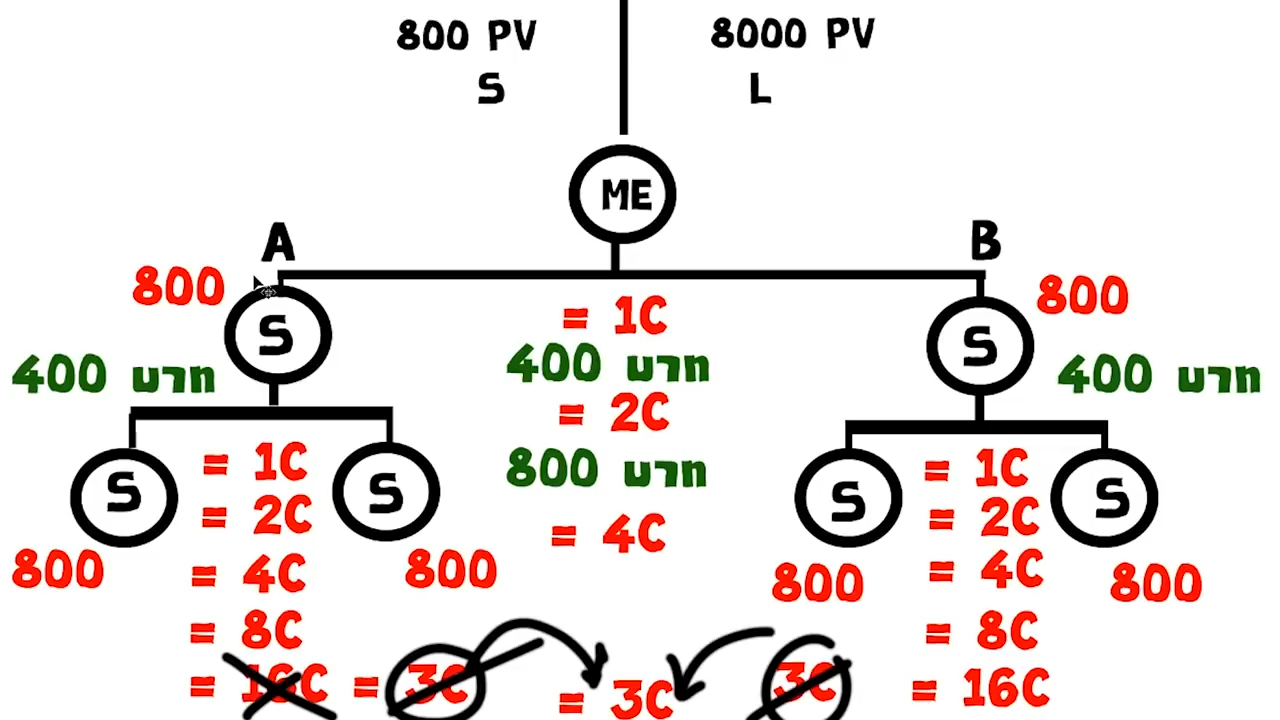 800 PV
8000 PV
S
L
ME
A
B
800
800
S
= 1C
S
400 บาท
400 บาท
400 บาท
= 2C
= 1C
800 บาท
= 1C
S
S
S
S
= 2C
= 4C
= 2C
800
= 4C
800
800
= 4C
800
= 8C
= 8C
= 16C = 3C
= 3C
3C
= 16C